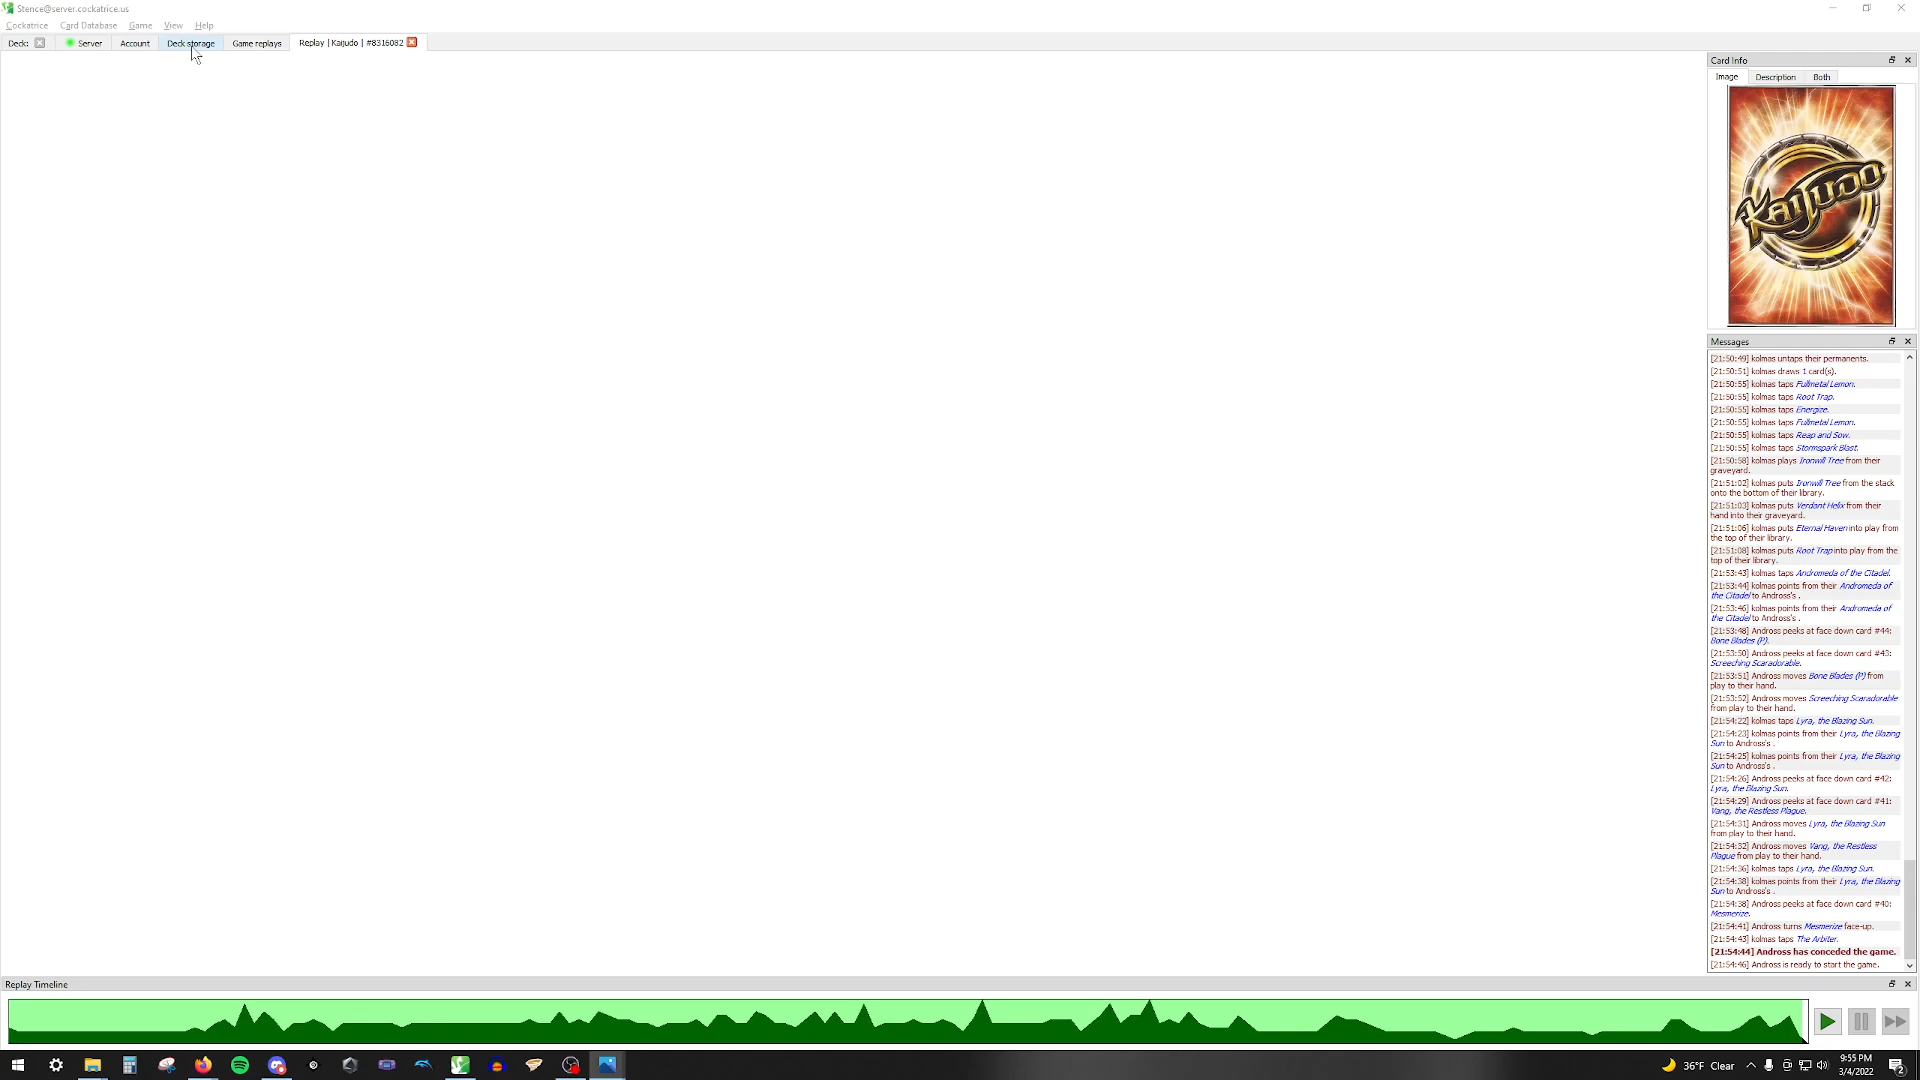 Stence@server.cockatrice.us
Cockatrice Card Database Game View Help
Deck: Server Account Deck storage Game replays Replay | Kaijudo | #8316082
Card Info
Image Description Both
KAIJUDO
Messages
[21:50:49] kolmas untaps their permanents.
[21:50:51] kolmas draws 1 card(s).
[21:50:55] kolmas taps Fullmetal Lemon.
[21:50:55] kolmas taps Root Trap.
[21:50:55] kolmas taps Energize.
[21:50:55] kolmas taps Fullmetal Lemon.
[21:50:55] kolmas taps Reap and Sow.
[21:50:55] kolmas taps Stormspark Blast.
[21:50:58] kolmas plays Ironwill Tree from their
graveyard.
[21:51:02] kolmas puts Ironwill Tree from the stack
onto the bottom of their library.
[21:51:03] kolmas puts Verdant Helix from their
hand into their graveyard.
[21:51:06] kolmas puts Eternal Haven into play from
the top of their library.
[21:51:08] kolmas puts Root Trap into play from the
top of their library.
[21:53:43] kolmas taps Andromeda of the Citadel.
[21:53:44] kolmas points from their Andromeda of
the Citadel to Andross's .
[21:53:46] kolmas points from their Andromeda of
the Citadel to Andross's .
[21:53:48] Andross peeks at face down card #44:
Bone Blades (P).
[21:53:50] Andross peeks at face down card #43:
Screeching Scaradorable.
[21:53:51] Andross moves Bone Blades (P) from
play to their hand.
[21:53:52] Andross moves Screeching Scaradorable
from play to their hand.
[21:54:22] kolmas taps Lyra, the Blazing Sun.
[21:54:23] kolmas points from their Lyra, the Blazing
Sun to Andross's .
[21:54:25] kolmas points from their Lyra, the Blazing
Sun to Andross's .
[21:54:26] Andross peeks at face down card #42:
Lyra, the Blazing Sun.
[21:54:29] Andross peeks at face down card #41:
Vang, the Restless Plague.
[21:54:31] Andross moves Lyra, the Blazing Sun
from play to their hand.
[21:54:32] Andross moves Vang, the Restless
Plague from play to their hand.
[21:54:36] kolmas taps Lyra, the Blazing Sun.
[21:54:38] kolmas points from their Lyra, the Blazing
Sun to Andross's .
[21:54:38] Andross peeks at face down card #40:
Mesmerize.
[21:54:41] Andross turns Mesmerize face-up.
[21:54:43] kolmas taps The Arbiter.
[21:54:44] Andross has conceded the game.
[21:54:46] Andross is ready to start the game.
Replay Timeline
36°F Clear
9:55 PM
3/4/2022
2